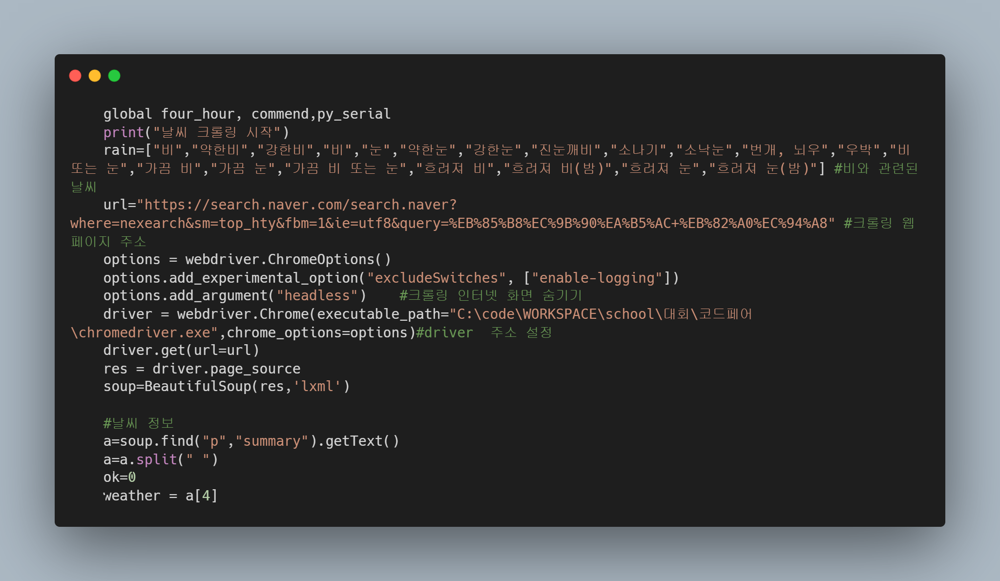 global four_hour, commend,py_serial
print("날씨 크롤링 시작")
rain=["비","약한비","강한비","비","눈","약한눈","강한눈","진눈깨비","소나기","소낙눈","번개, 뇌우","우박","비
또는 눈","가끔 비","가끔 눈","가끔 비 또는 눈","흐려져 비","흐려져 비(밤)","흐려져 눈","흐려져 눈(밤)"] #비와 관련된
날씨
url="https://search.naver.com/search.naver?
where=nexearch&sm=top_hty&fbm=1&ie=utf8&query=%EB%85%B8%EC%9B%90%EA%B5%AC+%EB%82%A0%EC%94%A8" #크롤링 웹
페이지 주소
options = webdriver.ChromeOptions()
options.add_experimental_option("excludeSwitches", ["enable-logging"])
options.add_argument("headless")    #크롤링 인터넷 화면 숨기기
driver = webdriver.Chrome(executable_path="C:\code\WORKSPACE\school\대회\코드페어
\chromedriver.exe",chrome_options=options)#driver  주소 설정
driver.get(url=url)
res = driver.page_source
soup=BeautifulSoup(res,'lxml')
#날씨 정보
a=soup.find("p","summary").getText()
a=a.split(" ")
ok=0
weather = a[4]